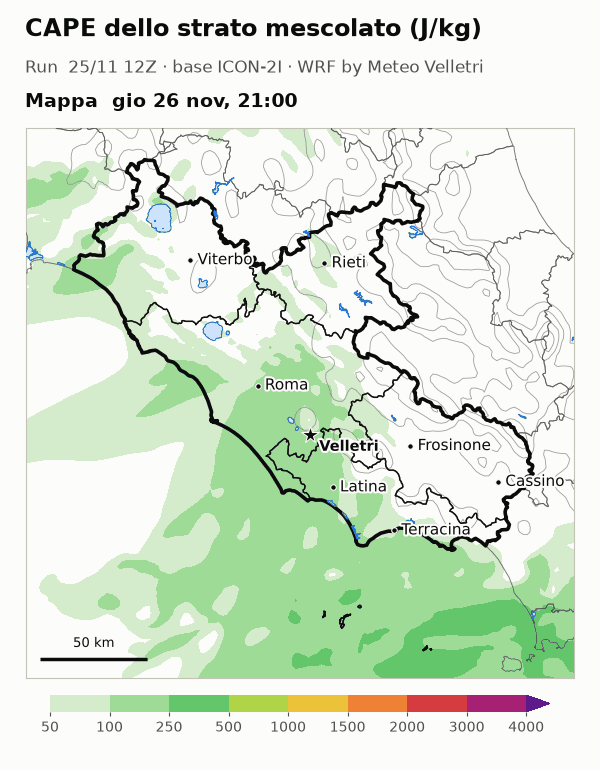 CAPE dello strato mescolato (J/kg)
Run  25/11 12Z · base ICON-2I · WRF by Meteo Velletri
Mappa  gio 26 nov, 21:00
Viterbo
Rieti
Roma
Velletri
Frosinone
Cassino
Latina
Terracina
50 km
50 100 250 500 1000 1500 2000 3000 4000